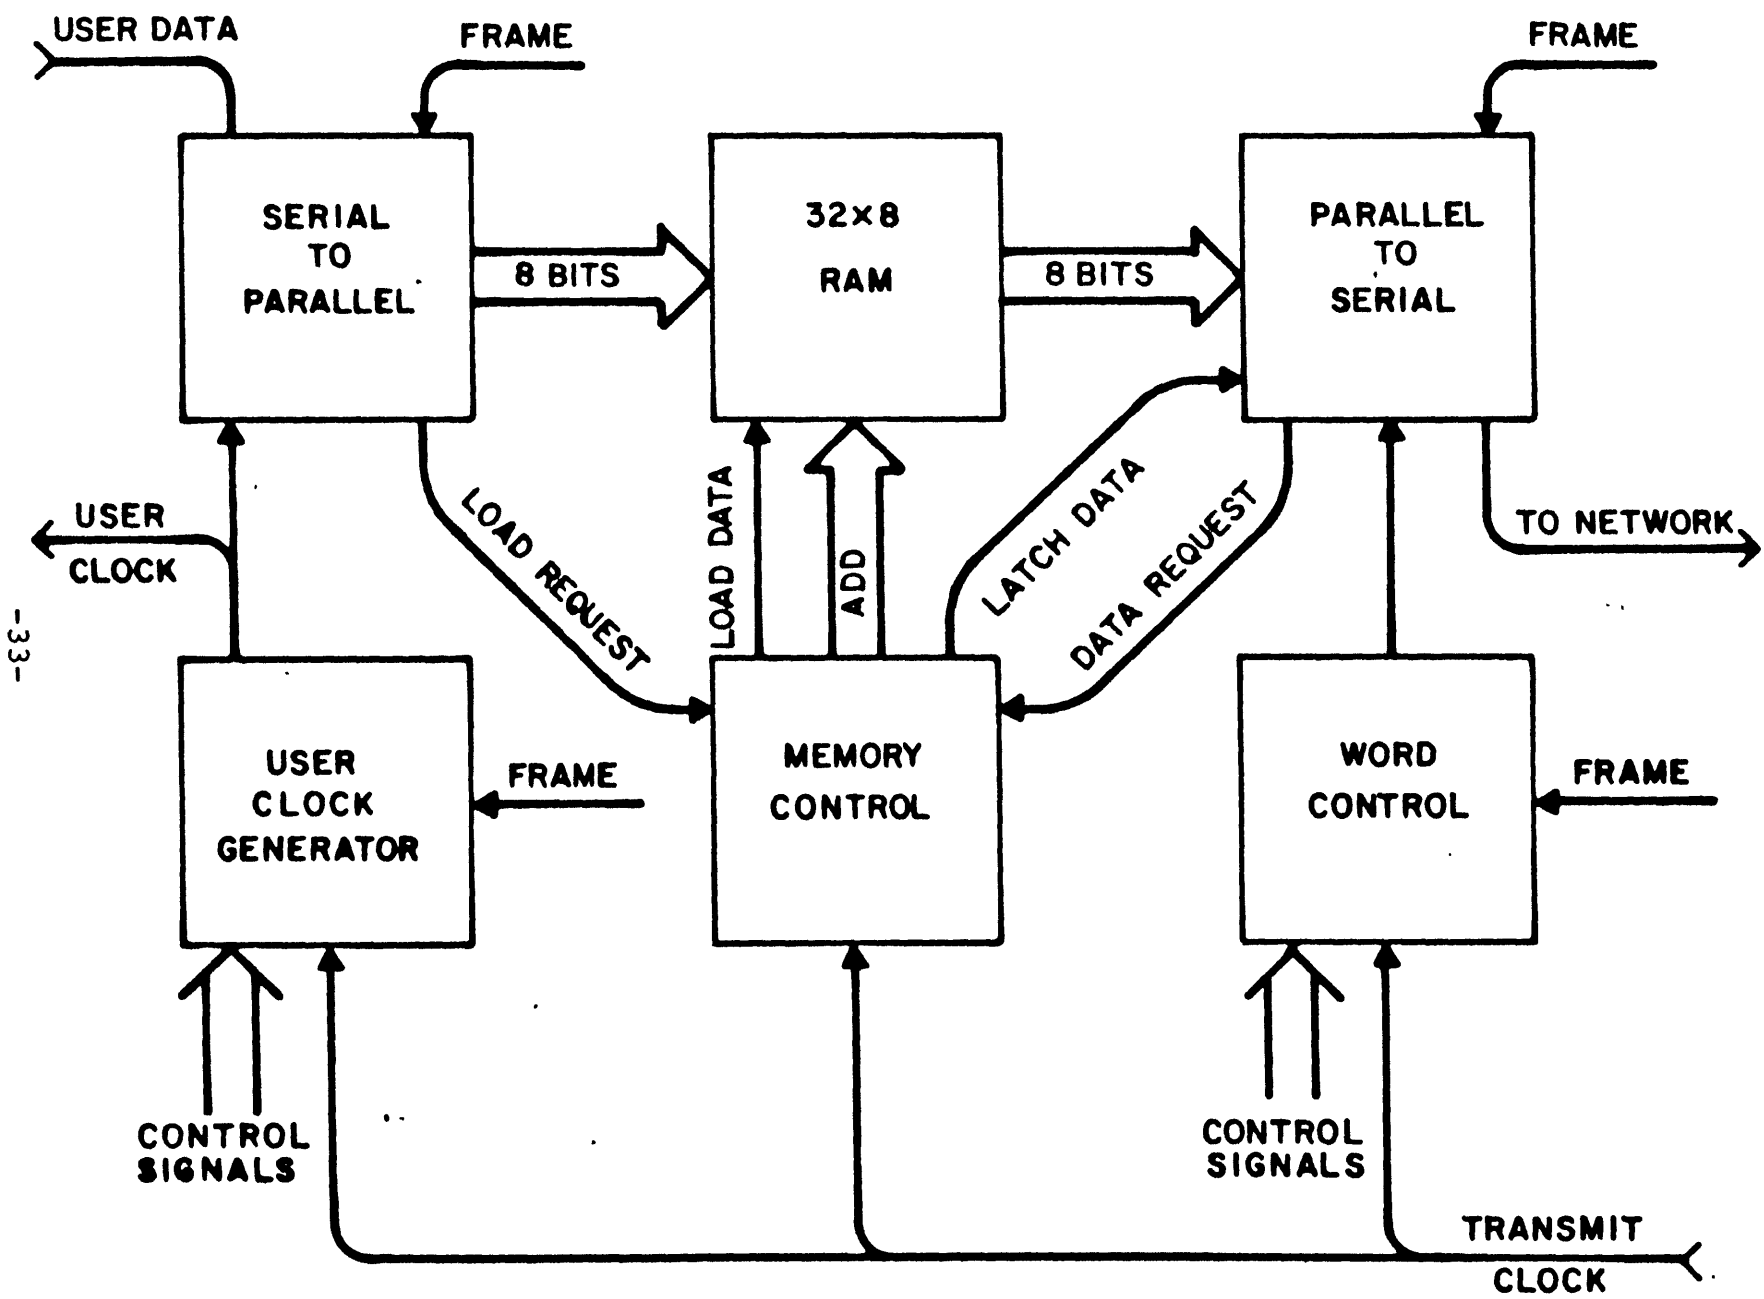 USER DATA
FRAME
FRAME
SERIAL
TO
PARALLEL
8 BITS
32×8
RAM
8 BITS
PARALLEL
TO
SERIAL
USER
CLOCK
LOAD REQUEST
LOAD DATA
ADD
LATCH DATA
DATA REQUEST
TO NETWORK
-33-
USER
CLOCK
GENERATOR
FRAME
MEMORY
CONTROL
WORD
CONTROL
FRAME
CONTROL
SIGNALS
CONTROL
SIGNALS
TRANSMIT
CLOCK